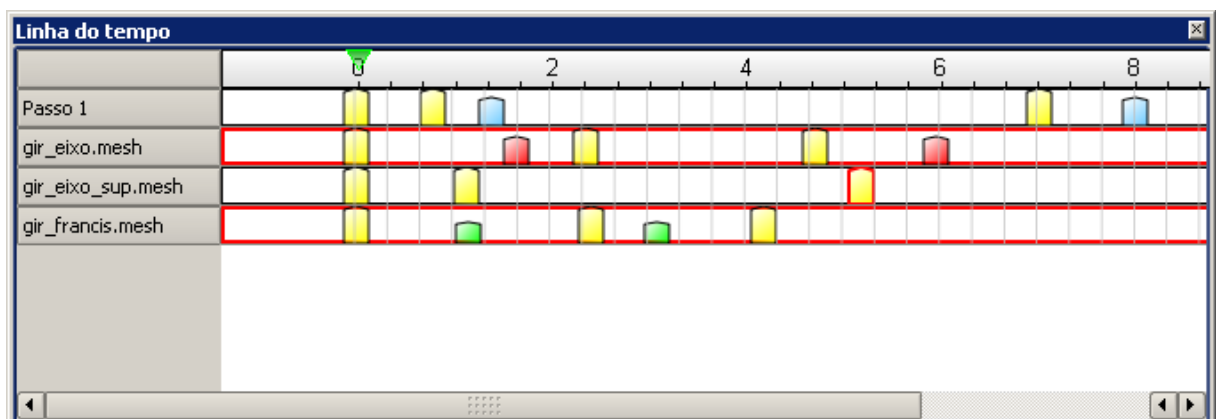 Linha do tempo
0 2 4 6 8
Passo 1
gir_eixo.mesh
gir_eixo_sup.mesh
gir_francis.mesh